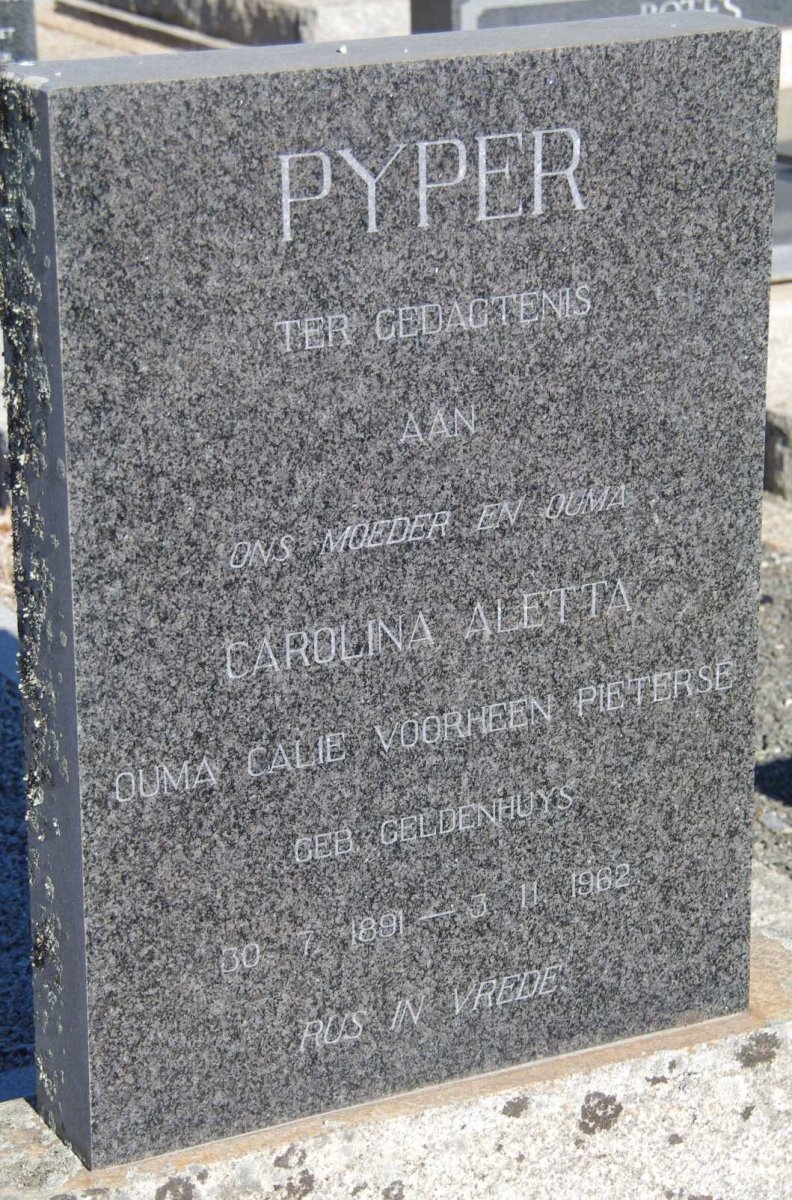 BOTES
PYPER
TER GEDAGTENIS
AAN
ONS MOEDER EN OUMA
CAROLINA ALETTA
OUMA CALIE VOORHEEN PIETERSE
GEB. GELDENHUYS
30 7 1891 — 3 11 1962
RUS IN VREDE